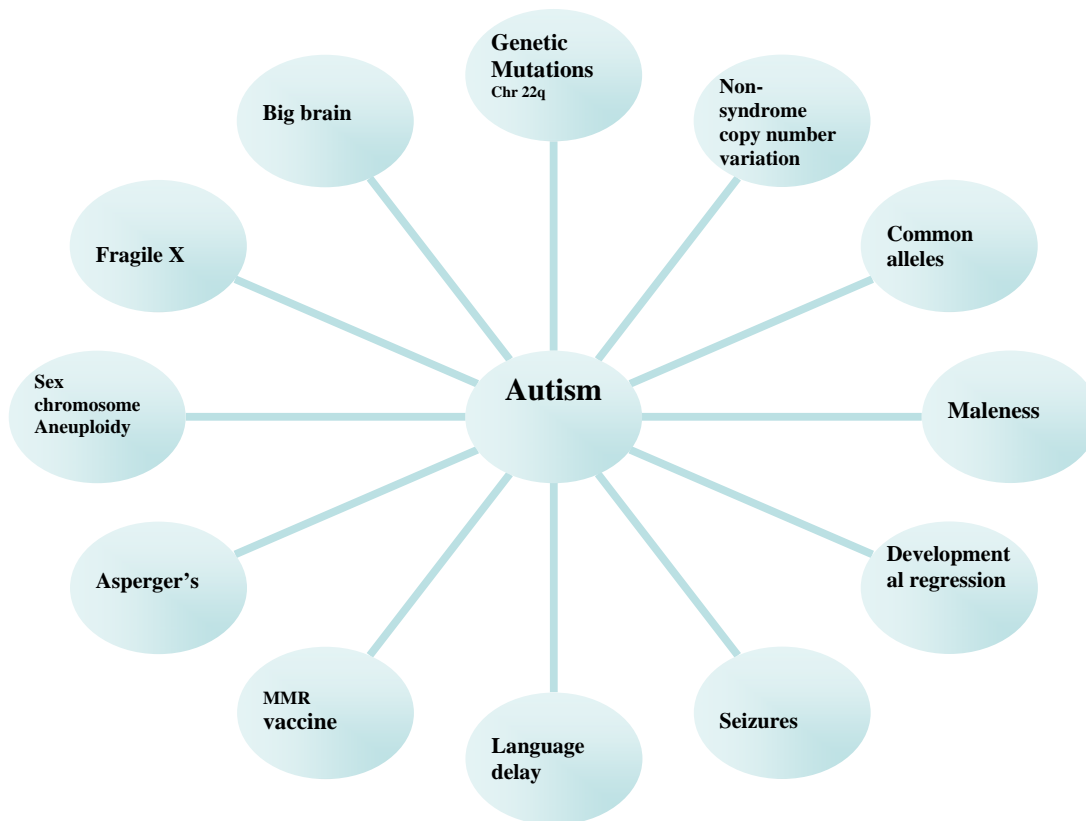 Genetic
Mutations
Chr 22q
Non-
syndrome
copy number
variation
Common
alleles
Maleness
Development
al regression
Seizures
Language
delay
MMR
vaccine
Asperger’s
Sex
chromosome
Aneuploidy
Fragile X
Big brain
Autism